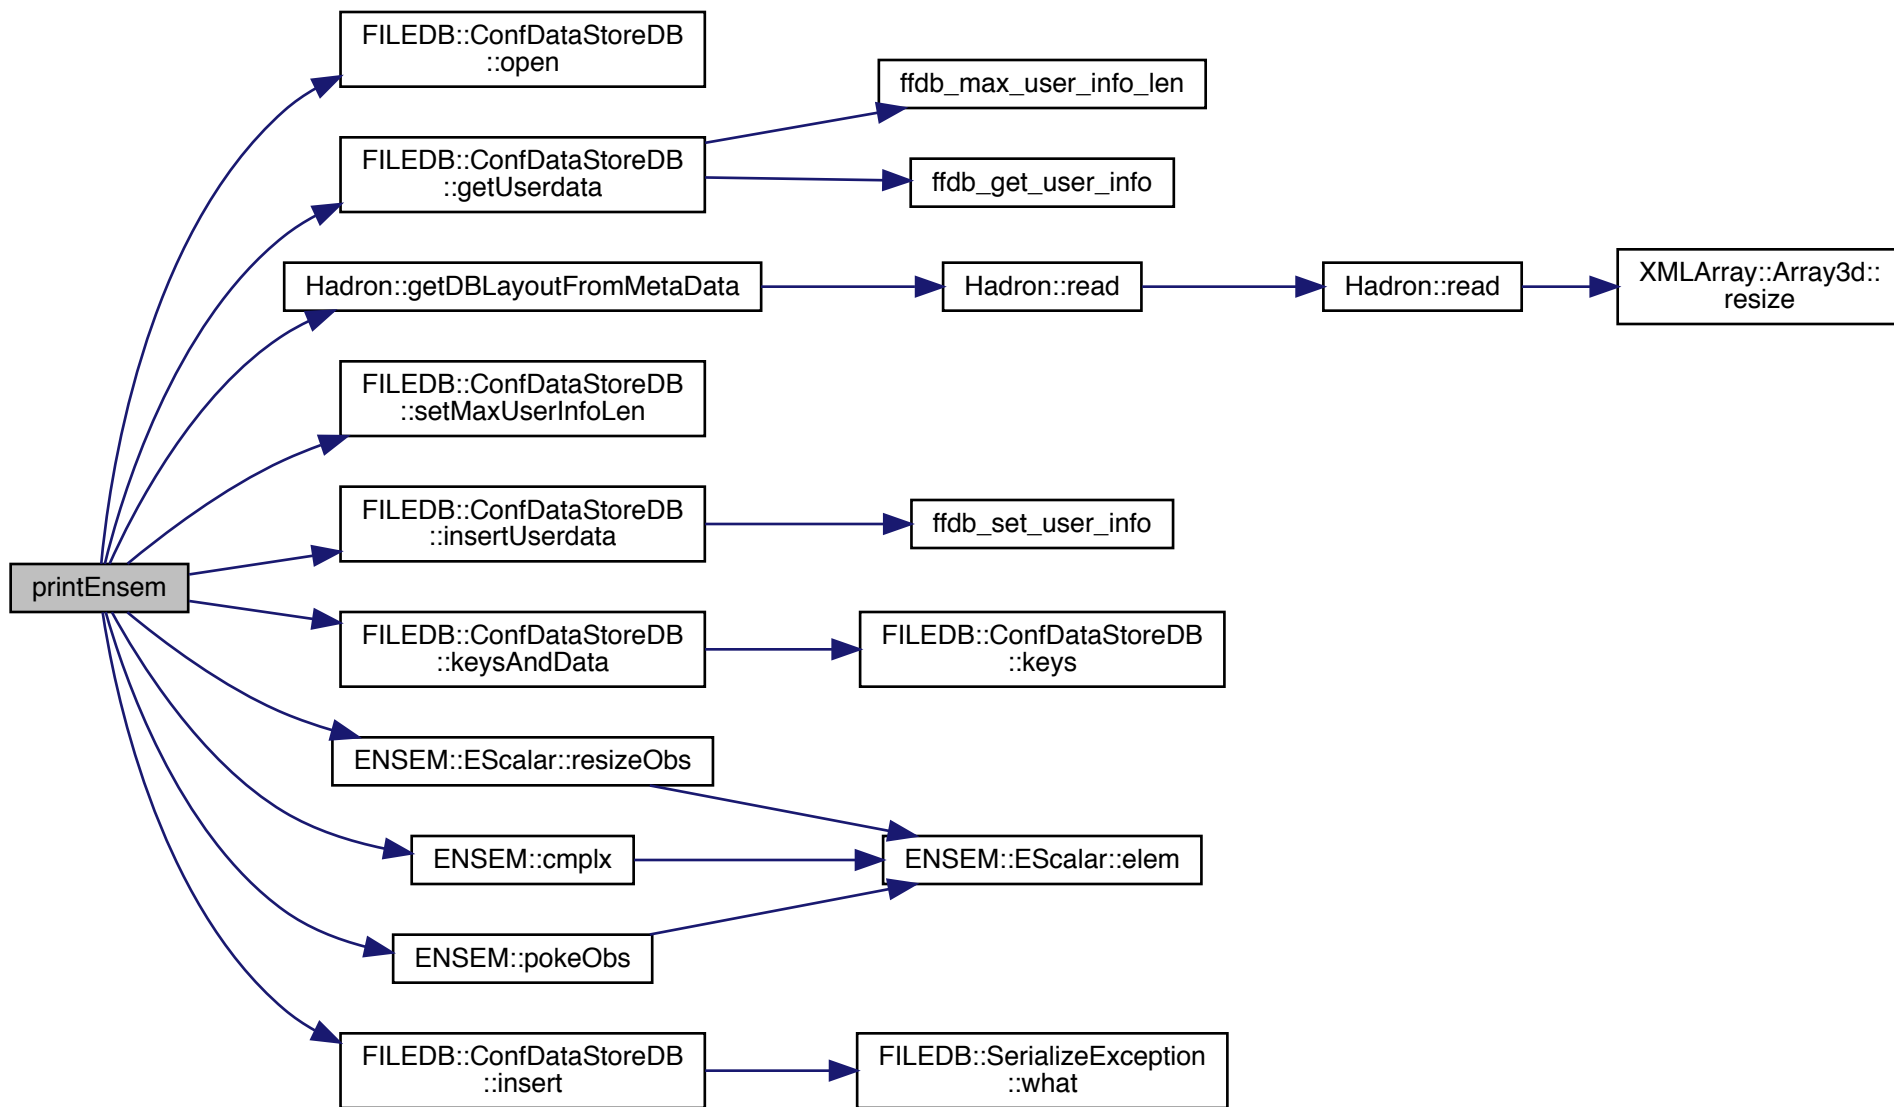 FILEDB::ConfDataStoreDB
::open
ffdb_max_user_info_len
FILEDB::ConfDataStoreDB
::getUserdata
ffdb_get_user_info
Hadron::getDBLayoutFromMetaData
Hadron::read
Hadron::read
XMLArray::Array3d::
resize
FILEDB::ConfDataStoreDB
::setMaxUserInfoLen
FILEDB::ConfDataStoreDB
::insertUserdata
ffdb_set_user_info
printEnsem
FILEDB::ConfDataStoreDB
::keysAndData
FILEDB::ConfDataStoreDB
::keys
ENSEM::EScalar::resizeObs
ENSEM::cmplx
ENSEM::EScalar::elem
ENSEM::pokeObs
FILEDB::ConfDataStoreDB
::insert
FILEDB::SerializeException
::what